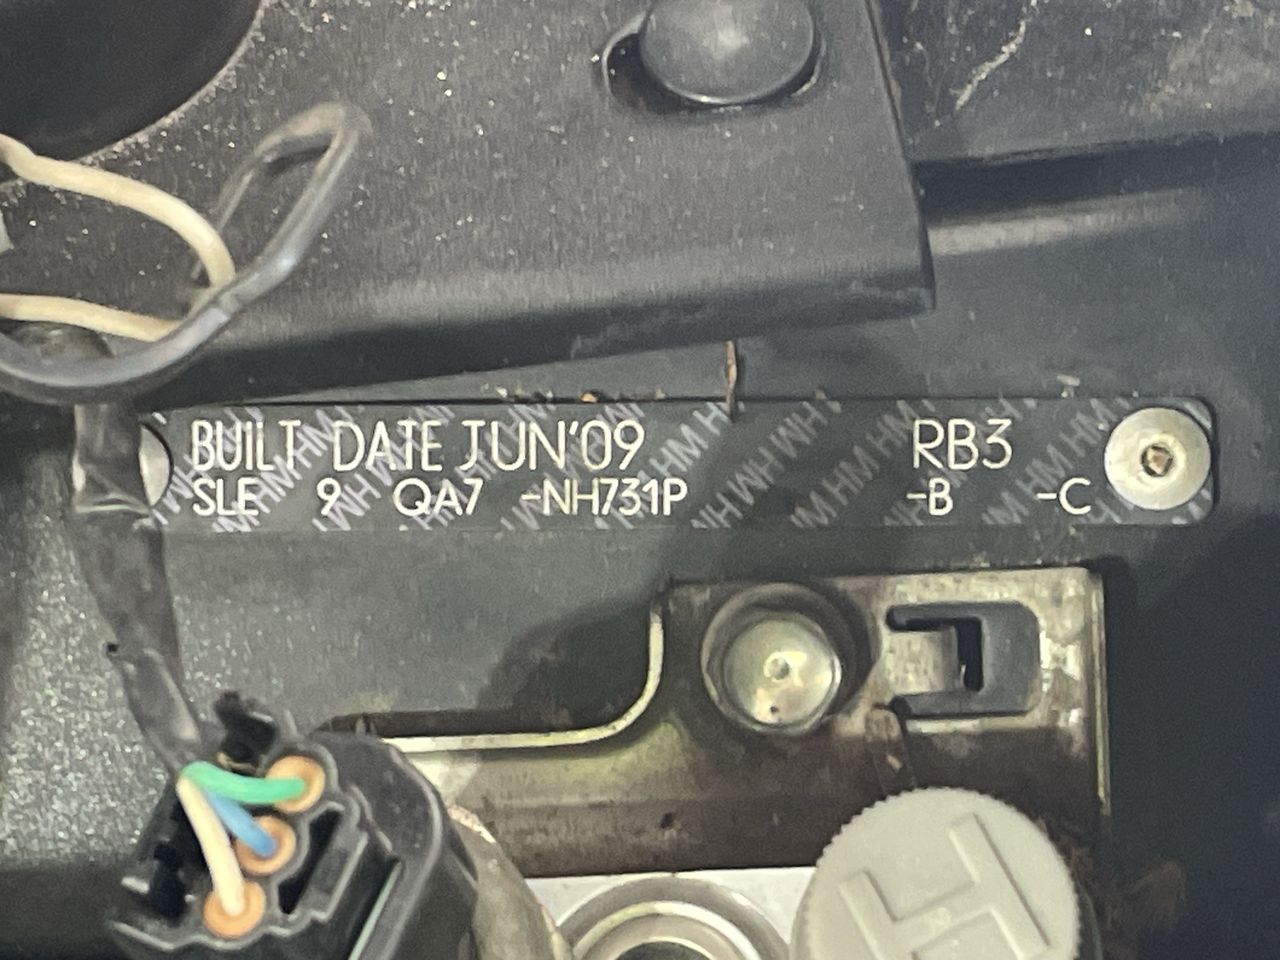 BUILT DATE JUN'09 RB3
SLE 9 QA7 -NH731P -B -C
H